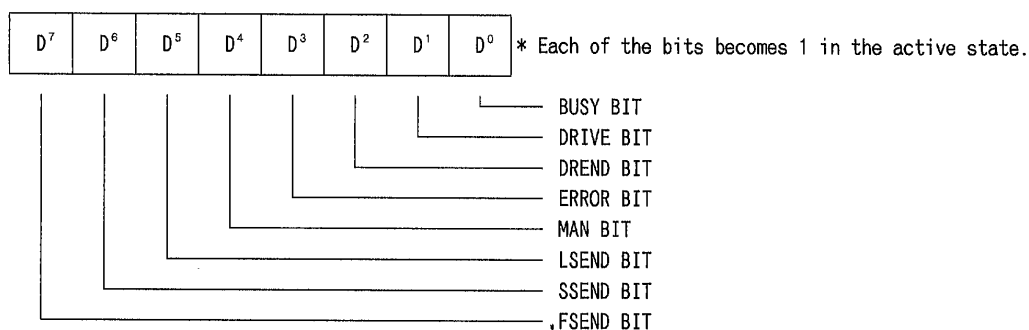 D⁷ D⁶ D⁵ D⁴ D³ D² D¹ D⁰ * Each of the bits becomes 1 in the active state.
BUSY BIT
DRIVE BIT
DREND BIT
ERROR BIT
MAN BIT
LSEND BIT
SSEND BIT
FSEND BIT